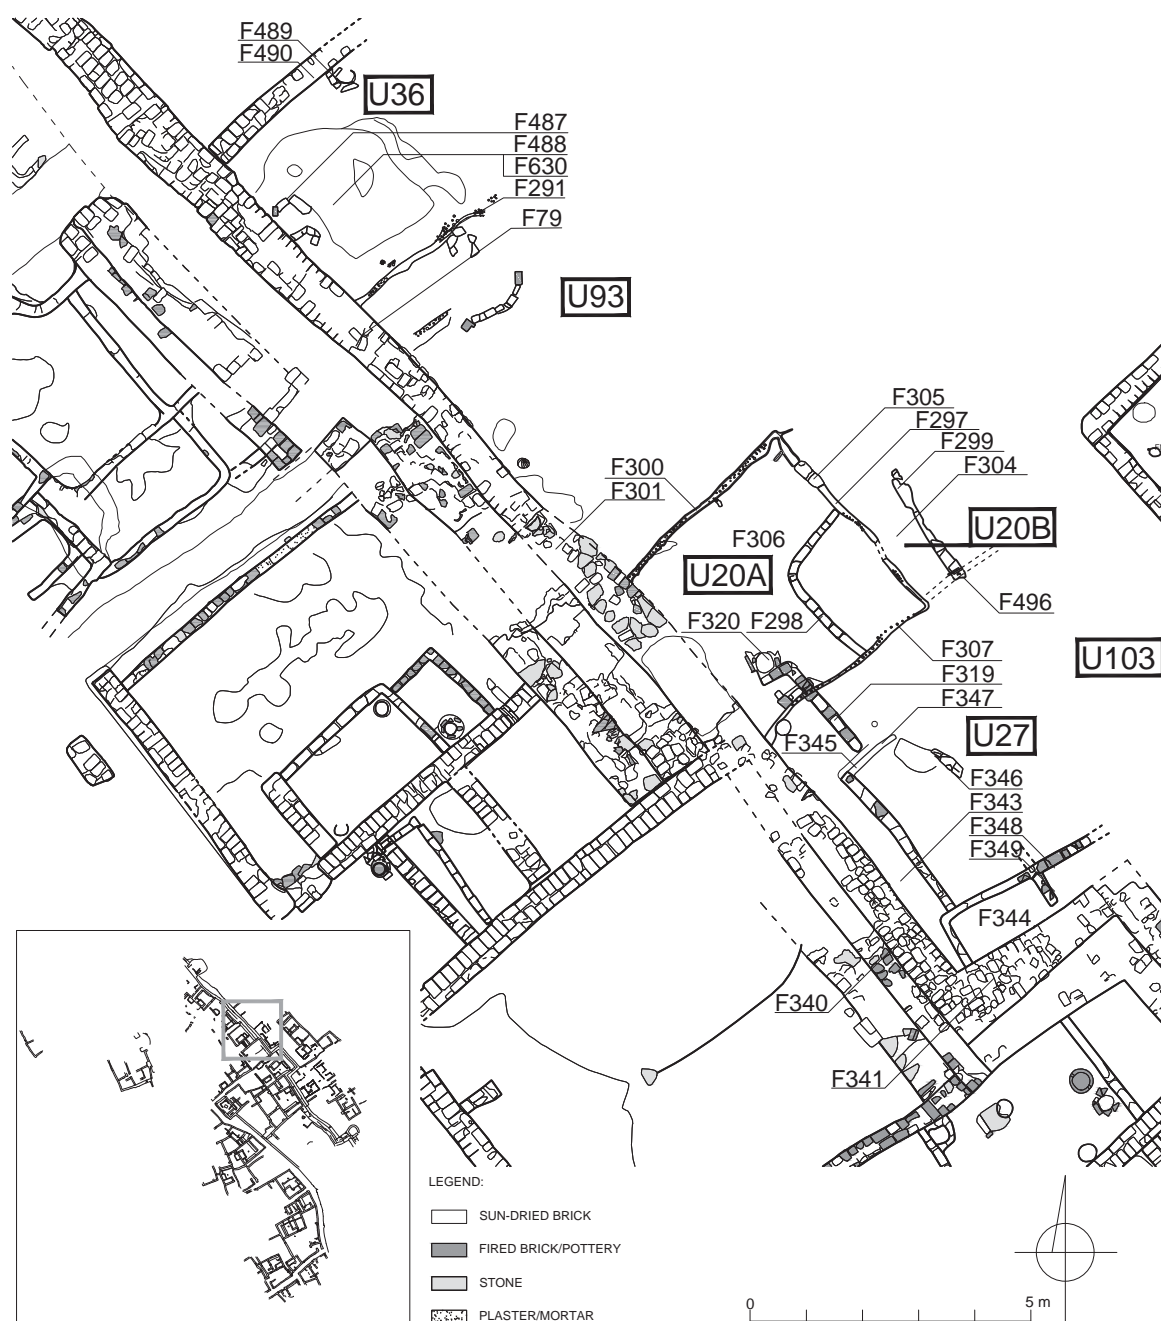 F489
F490
U36
F487
F488
F630
F291
F79
U93
F305
F297
F299
F304
F300
F301
U20B
F306
U20A
F496
F320 F298
F307
U103
F319
F347
U27
F345
F346
F343
F348
F349
F344
F340
F341
LEGEND:
SUN-DRIED BRICK
FIRED BRICK/POTTERY
STONE
PLASTER/MORTAR
0 5 m